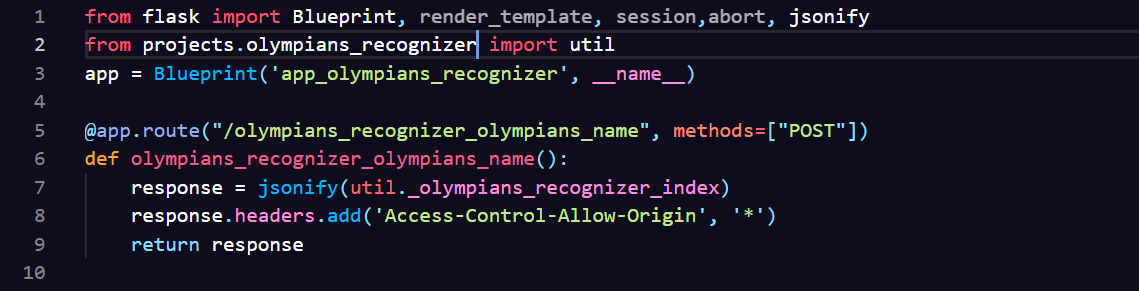 1 from flask import Blueprint, render_template, session,abort, jsonify
2 from projects.olympians_recognizer import util
3 app = Blueprint('app_olympians_recognizer', __name__)
4
5 @app.route("/olympians_recognizer_olympians_name", methods=["POST"])
6 def olympians_recognizer_olympians_name():
7     response = jsonify(util._olympians_recognizer_index)
8     response.headers.add('Access-Control-Allow-Origin', '*')
9     return response
10